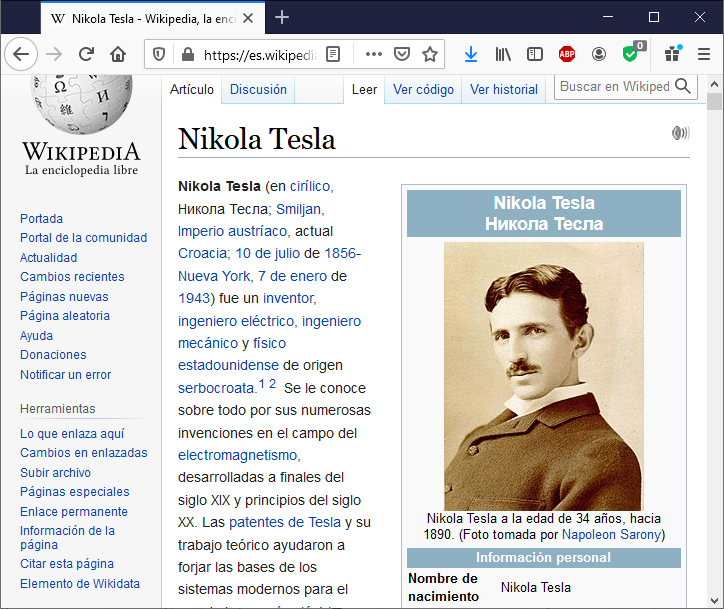 Nikola Tesla - Wikipedia, la enci
https://es.wikipedia
ABP
0
Artículo
Discusión
Leer
Ver código
Ver historial
Buscar en Wikiped
WIKIPEDIA
La enciclopedia libre
Portada
Portal de la comunidad
Actualidad
Cambios recientes
Páginas nuevas
Página aleatoria
Ayuda
Donaciones
Notificar un error
Herramientas
Lo que enlaza aquí
Cambios en enlazadas
Subir archivo
Páginas especiales
Enlace permanente
Información de la
página
Citar esta página
Elemento de Wikidata
Nikola Tesla
Nikola Tesla (en cirílico,
Никола Тесла; Smiljan,
Imperio austríaco, actual
Croacia; 10 de julio de 1856-
Nueva York, 7 de enero de
1943) fue un inventor,
ingeniero eléctrico, ingeniero
mecánico y físico
estadounidense de origen
serbocroata.1 2 Se le conoce
sobre todo por sus numerosas
invenciones en el campo del
electromagnetismo,
desarrolladas a finales del
siglo XIX y principios del siglo
XX. Las patentes de Tesla y su
trabajo teórico ayudaron a
forjar las bases de los
sistemas modernos para el
Nikola Tesla
Никола Тесла
Nikola Tesla a la edad de 34 años, hacia
1890. (Foto tomada por Napoleon Sarony)
Información personal
Nombre de
nacimiento
Nikola Tesla